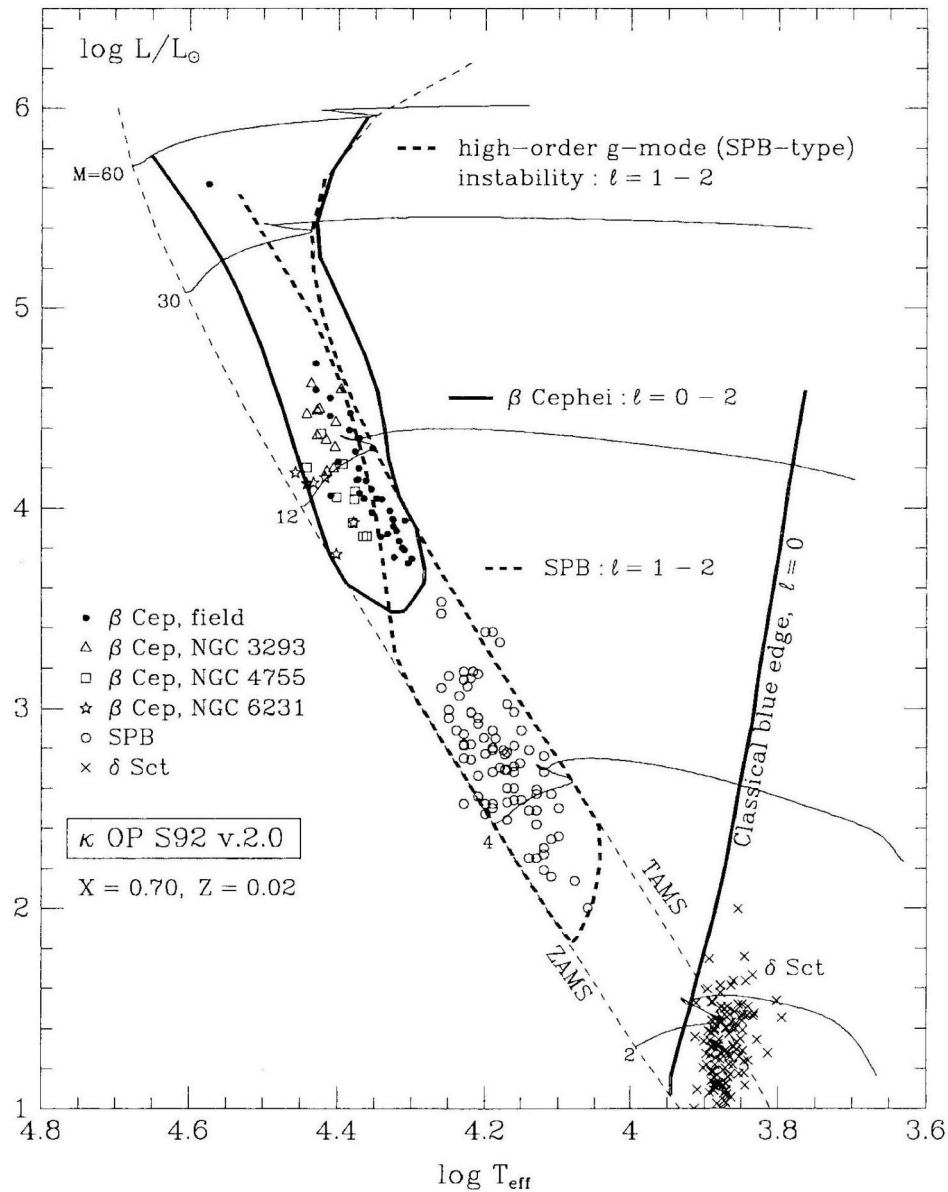 log L/L⊙
6
5
4
3
2
1
M=60
30
12
4
2
high-order g-mode (SPB-type)
instability : ℓ = 1 - 2
β Cephei : ℓ = 0 - 2
SPB : ℓ = 1 - 2
Classical blue edge, ℓ = 0
β Cep, field
β Cep, NGC 3293
β Cep, NGC 4755
β Cep, NGC 6231
SPB
δ Sct
κ OP S92 v.2.0
X = 0.70, Z = 0.02
ZAMS
TAMS
δ Sct
4.8 4.6 4.4 4.2 4 3.8 3.6
log T_eff